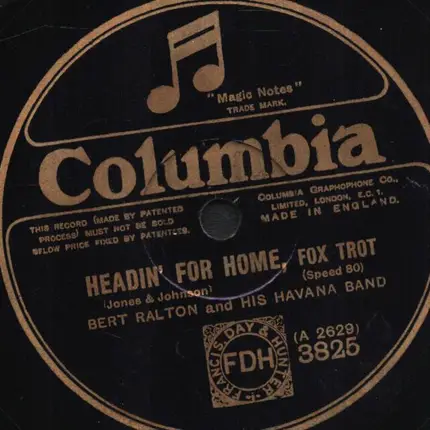 "Magic Notes"
TRADE MARK.
Columbia
THIS RECORD (MADE BY PATENTED
PROCESS) MUST NOT BE SOLD
BELOW PRICE FIXED BY PATENTEES.
COLUMBIA GRAPHOPHONE CO.,
LIMITED, LONDON, E.C.1.
MADE IN ENGLAND.
HEADIN' FOR HOME, FOX TROT
(Jones & Johnson) (Speed 80)
BERT RALTON and HIS HAVANA BAND
FRANCIS, DAY & HUNTER
FDH
(A 2629)
3825